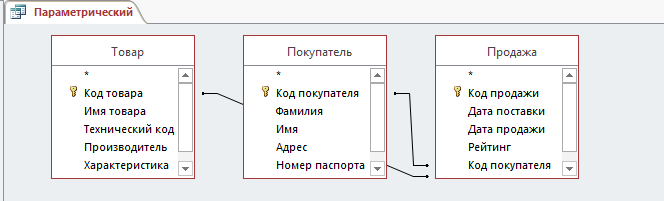 Параметрический
Товар
*
Код товара
Имя товара
Технический код
Производитель
Характеристика
Покупатель
*
Код покупателя
Фамилия
Имя
Адрес
Номер паспорта
Продажа
*
Код продажи
Дата поставки
Дата продажи
Рейтинг
Код покупателя